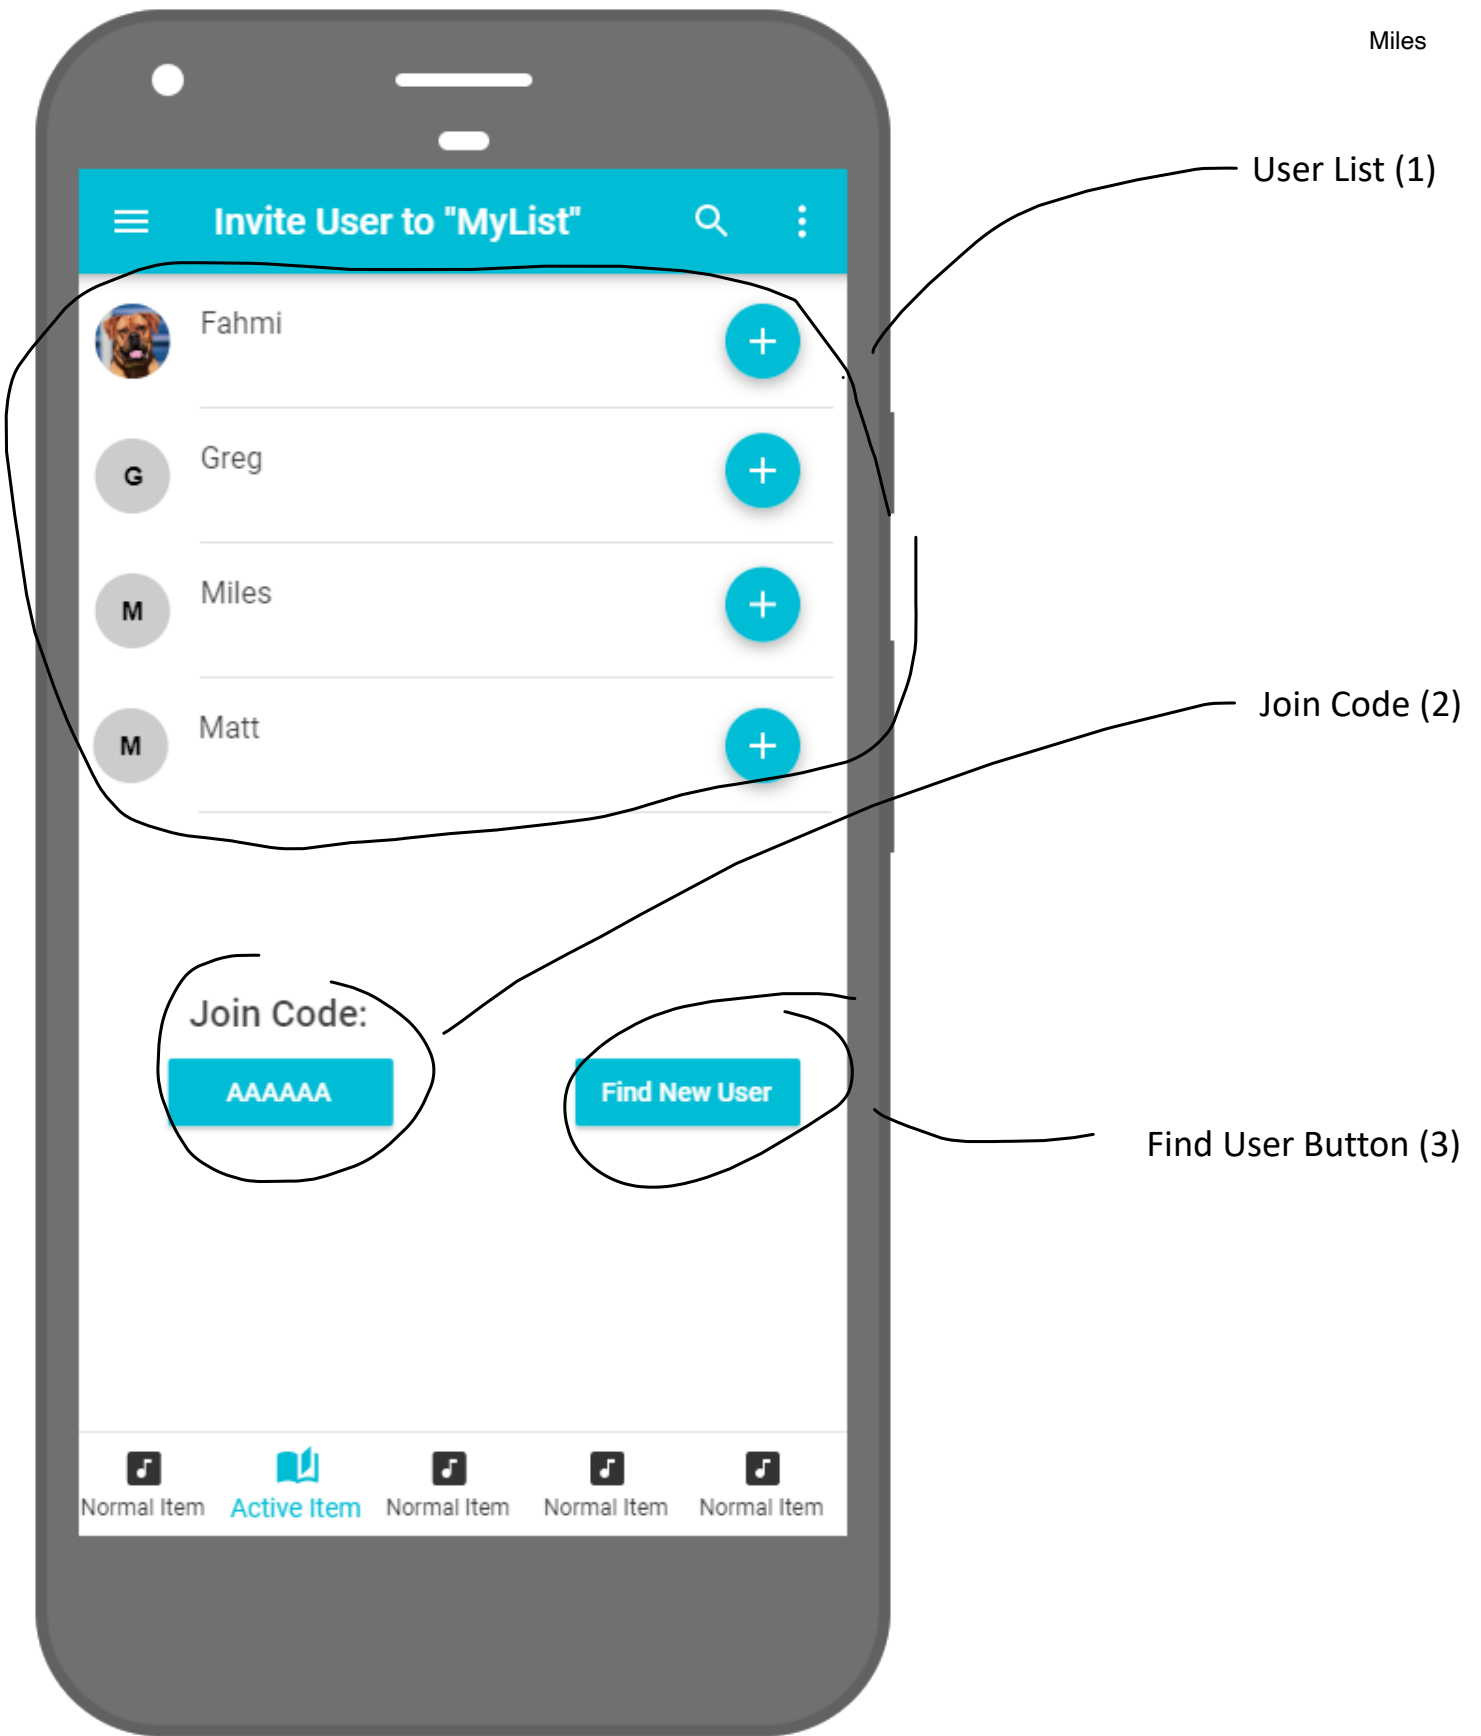 Miles
User List (1)
Invite User to "MyList"
Fahmi
G
Greg
M
Miles
M
Matt
Join Code (2)
Join Code:
AAAAAA
Find New User
Find User Button (3)
Normal Item
Active Item
Normal Item
Normal Item
Normal Item